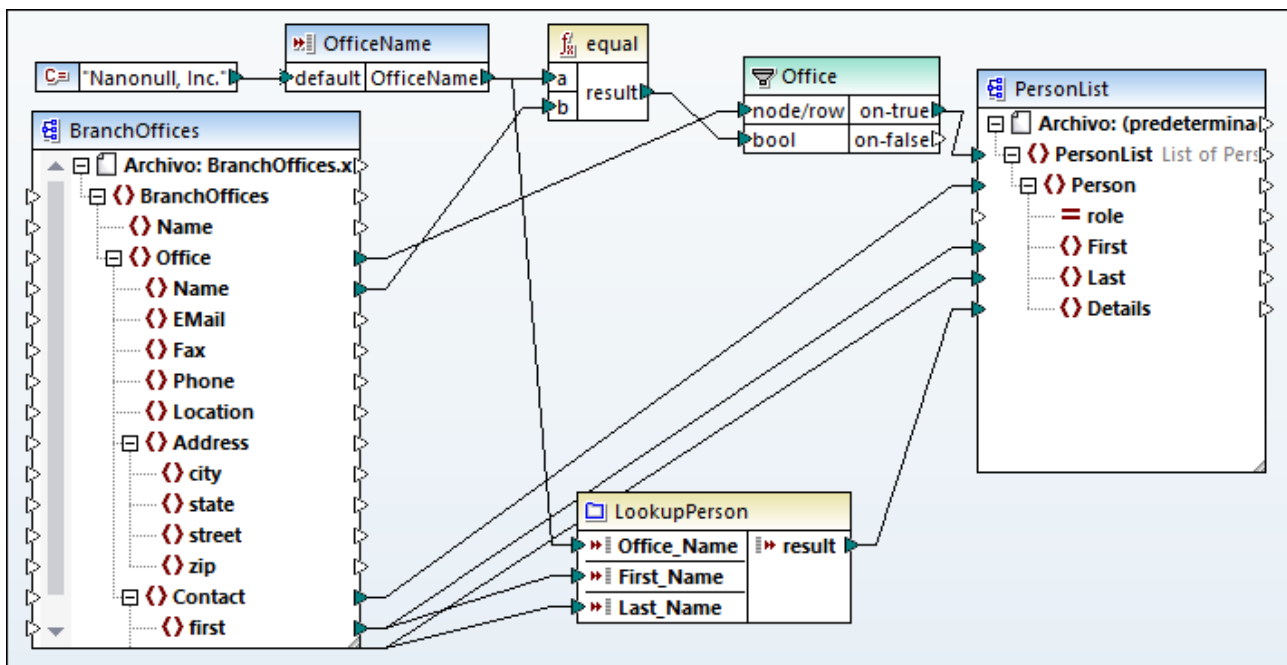 OfficeName
default OfficeName
C= "Nanonull, Inc."
equal
a
b
result
Office
node/row on-true
bool on-false
BranchOffices
Archivo: BranchOffices.x
BranchOffices
Name
Office
Name
EMail
Fax
Phone
Location
Address
city
state
street
zip
Contact
first
LookupPerson
Office_Name result
First_Name
Last_Name
PersonList
Archivo: (predetermina
PersonList List of Pers
Person
role
First
Last
Details